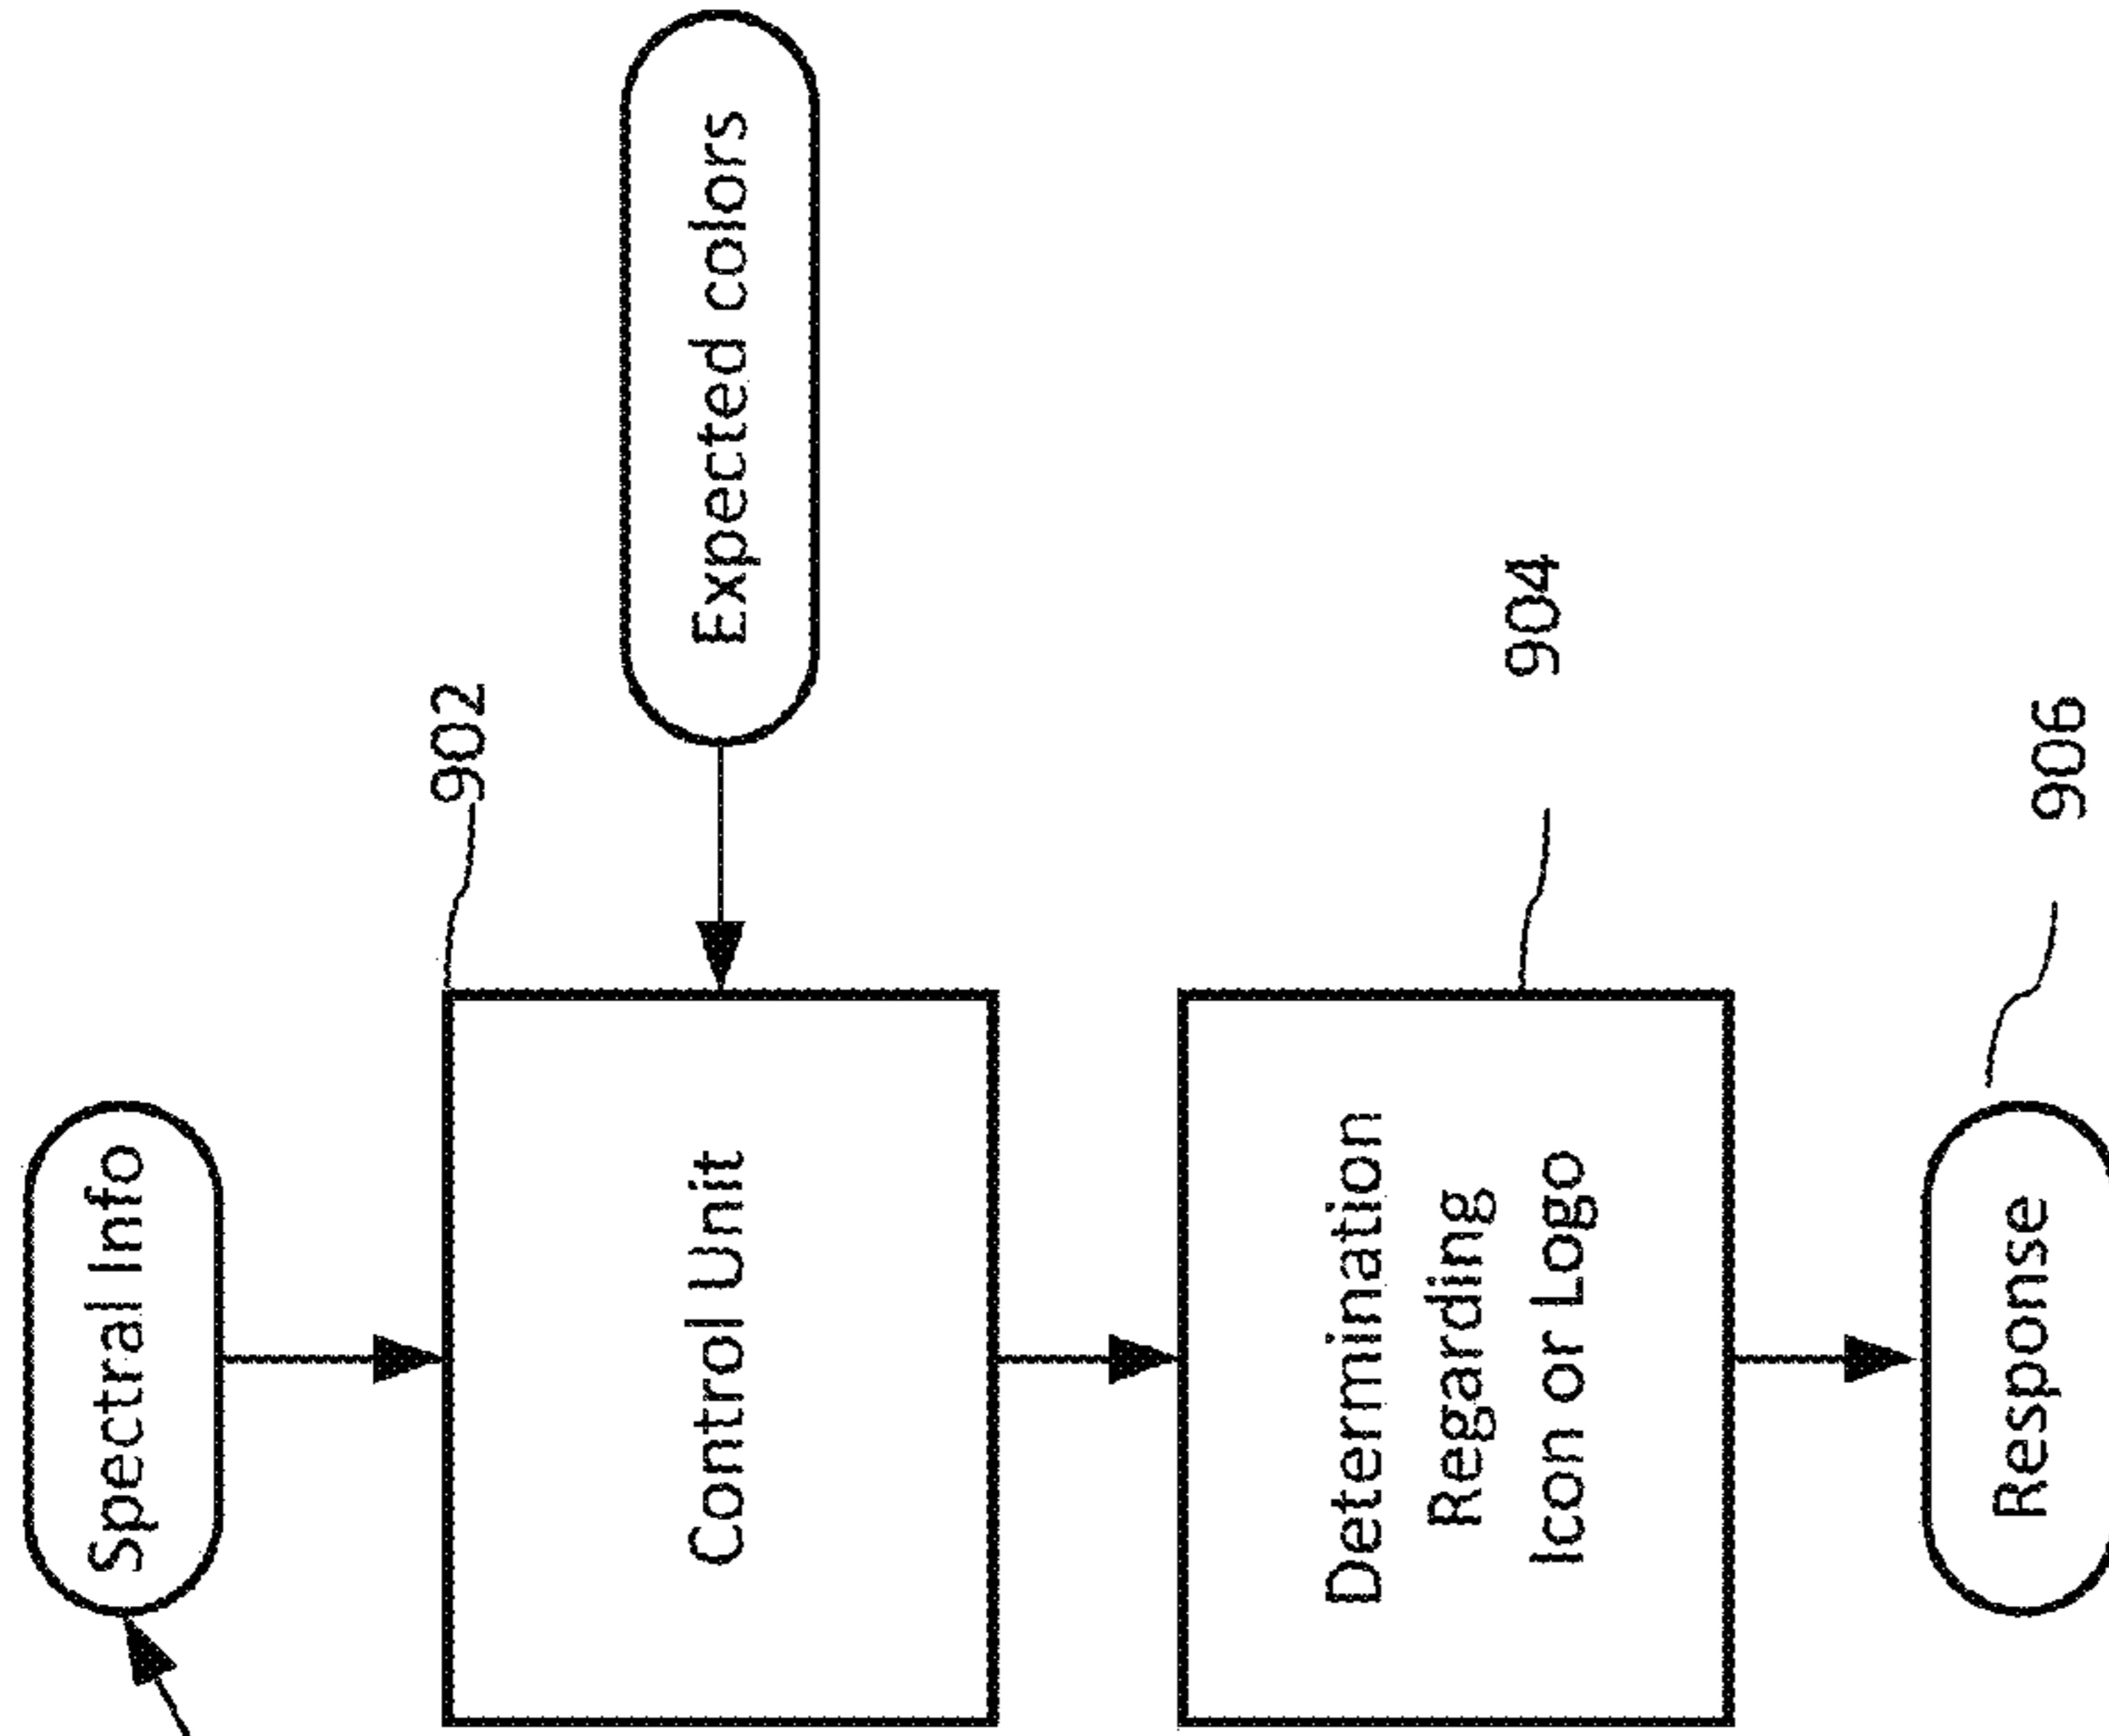 Spectral Info
902
Control Unit
Expected colors
Determination
Regarding
Icon or Logo
904
Response
906